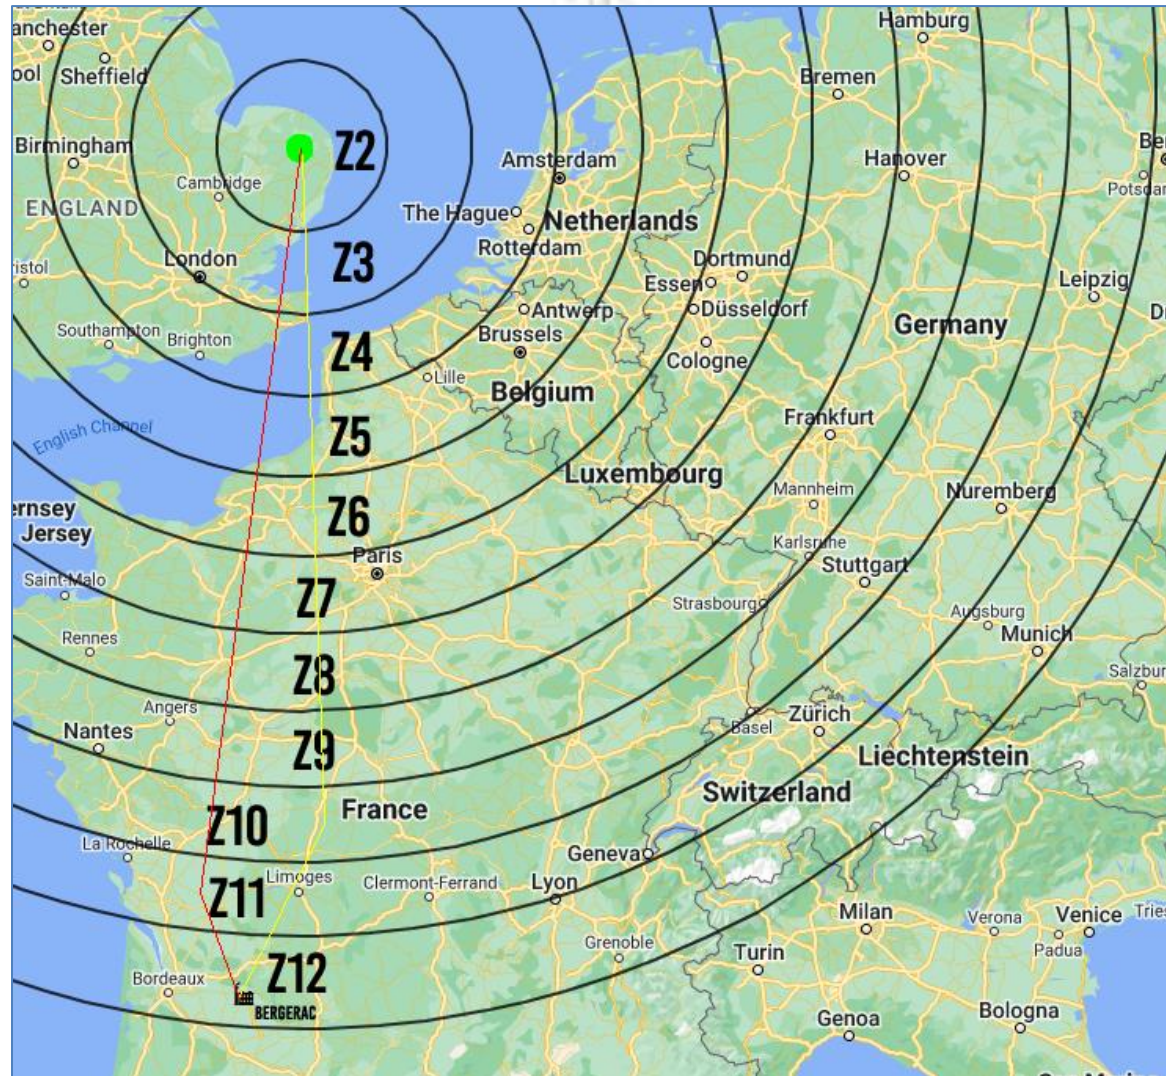 anchester
Hamburg
ool
Sheffield
Bremen
Birmingham
Z2
Amsterdam
Hanover
Be
Cambridge
Potsdar
ENGLAND
The Hague
Netherlands
Rotterdam
London
Z3
Dortmund
ristol
Essen
Leipzig
Antwerp
Düsseldorf
Southampton
Brighton
Brussels
Germany
D
Z4
Cologne
Lille
Belgium
English Channel
Z5
Frankfurt
Luxembourg
Mannheim
Nuremberg
ernsey
Jersey
Z6
Karlsruhe
Paris
Stuttgart
Saint-Malo
Z7
Strasbourg
Augsburg
Rennes
Munich
Z8
Salzbur
Angers
Nantes
Basel
Zürich
Z9
Liechtenstein
Switzerland
Z10
France
La Rochelle
Geneva
Limoges
Clermont-Ferrand
Lyon
Z11
Milan
Verona
Venice
Tries
Grenoble
Turin
Padua
Bordeaux
Z12
BERGERAC
Genoa
Bologna